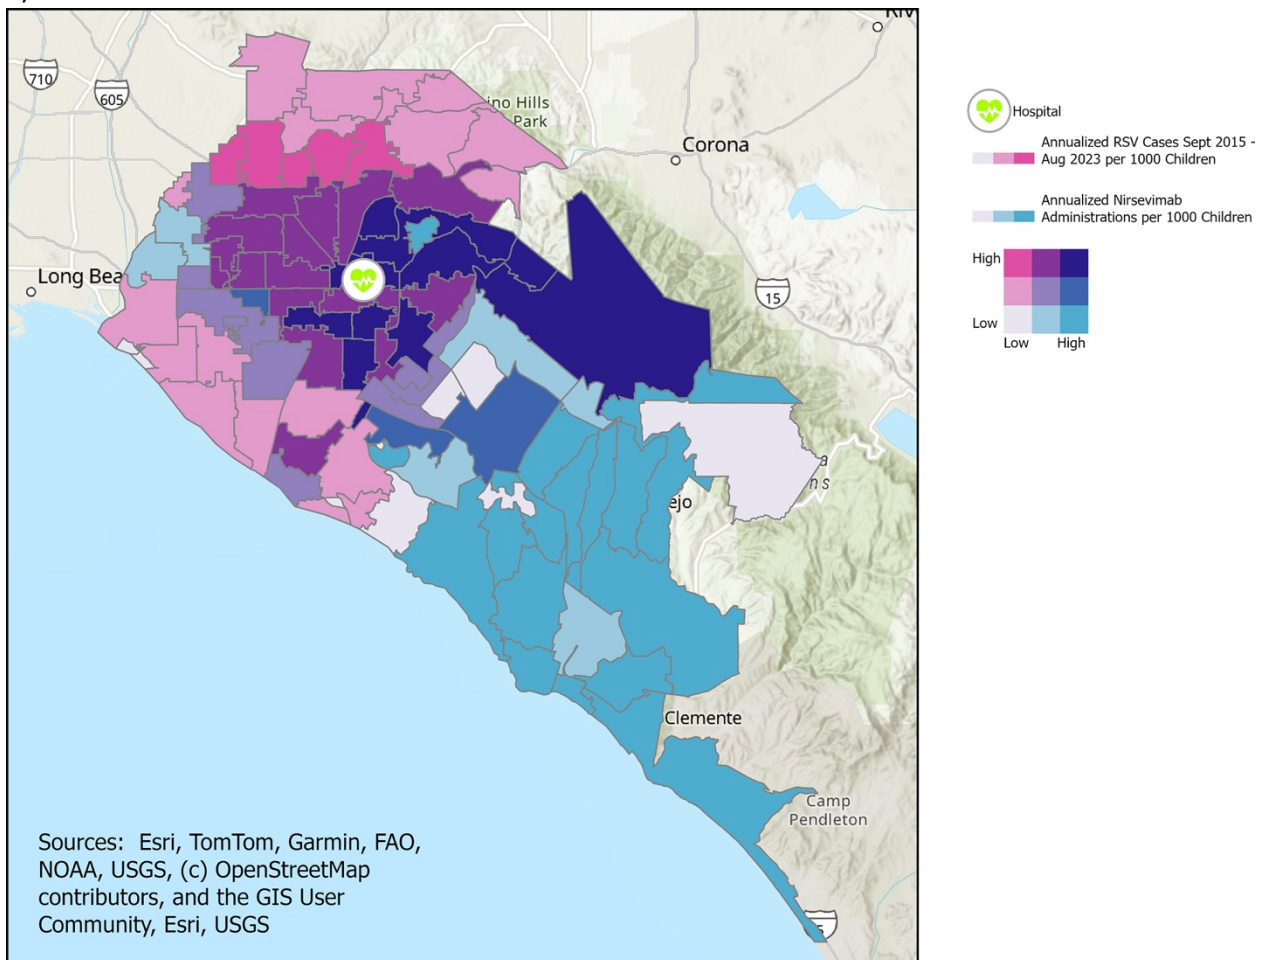 710
605
ino Hills
Park
Corona
Long Bea
15
a
ns
ejo
Clemente
Camp
Pendleton
Sources: Esri, TomTom, Garmin, FAO,
NOAA, USGS, (c) OpenStreetMap
contributors, and the GIS User
Community, Esri, USGS
Hospital
Annualized RSV Cases Sept 2015 -
Aug 2023 per 1000 Children
Annualized Nirsevimab
Administrations per 1000 Children
High
Low
Low High